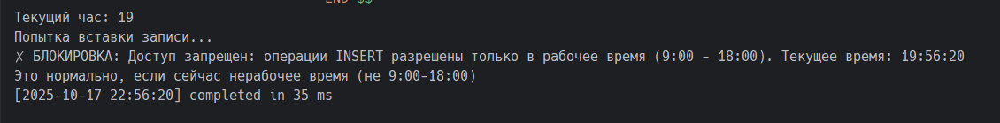 END $$
Текущий час: 19
Попытка вставки записи...
✗ БЛОКИРОВКА: Доступ запрещен: операции INSERT разрешены только в рабочее время (9:00 - 18:00). Текущее время: 19:56:20
Это нормально, если сейчас нерабочее время (не 9:00-18:00)
[2025-10-17 22:56:20] completed in 35 ms